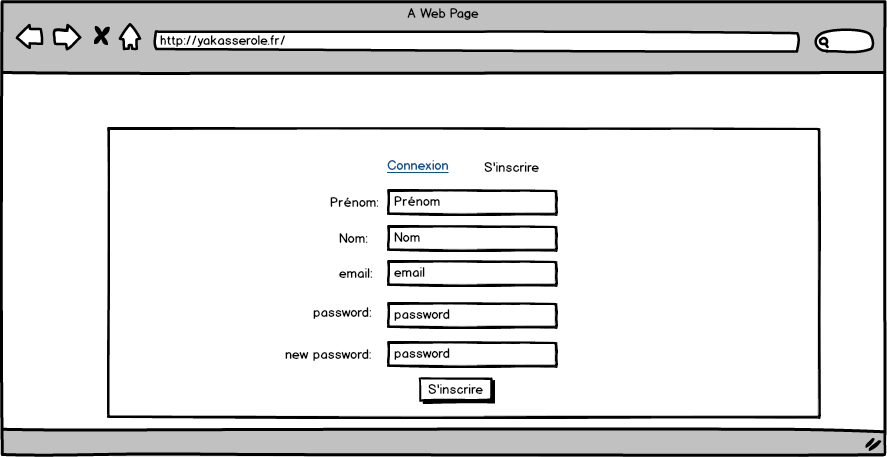 A Web Page
http://yakasserole.fr/
Connexion S'inscrire
Prénom: Prénom
Nom: Nom
email: email
password: password
new password: password
S'inscrire